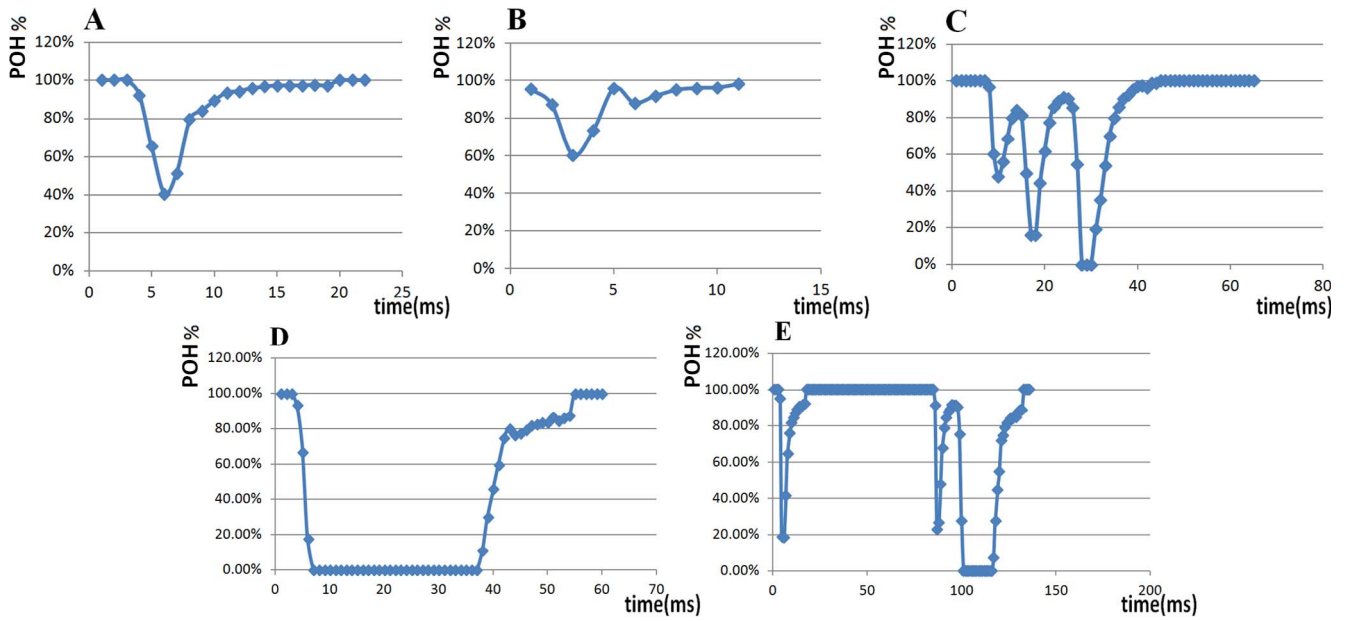 A
POH %
120%
100%
80%
60%
40%
20%
0%
0 5 10 15 20 25
time(ms)
B
POH %
120%
100%
80%
60%
40%
20%
0%
0 5 10 15
time(ms)
C
POH %
120%
100%
80%
60%
40%
20%
0%
0 20 40 60 80
time(ms)
D
POH %
120.00%
100.00%
80.00%
60.00%
40.00%
20.00%
0.00%
0 10 20 30 40 50 60 70
time(ms)
E
POH %
120.00%
100.00%
80.00%
60.00%
40.00%
20.00%
0.00%
0 50 100 150 200
time(ms)